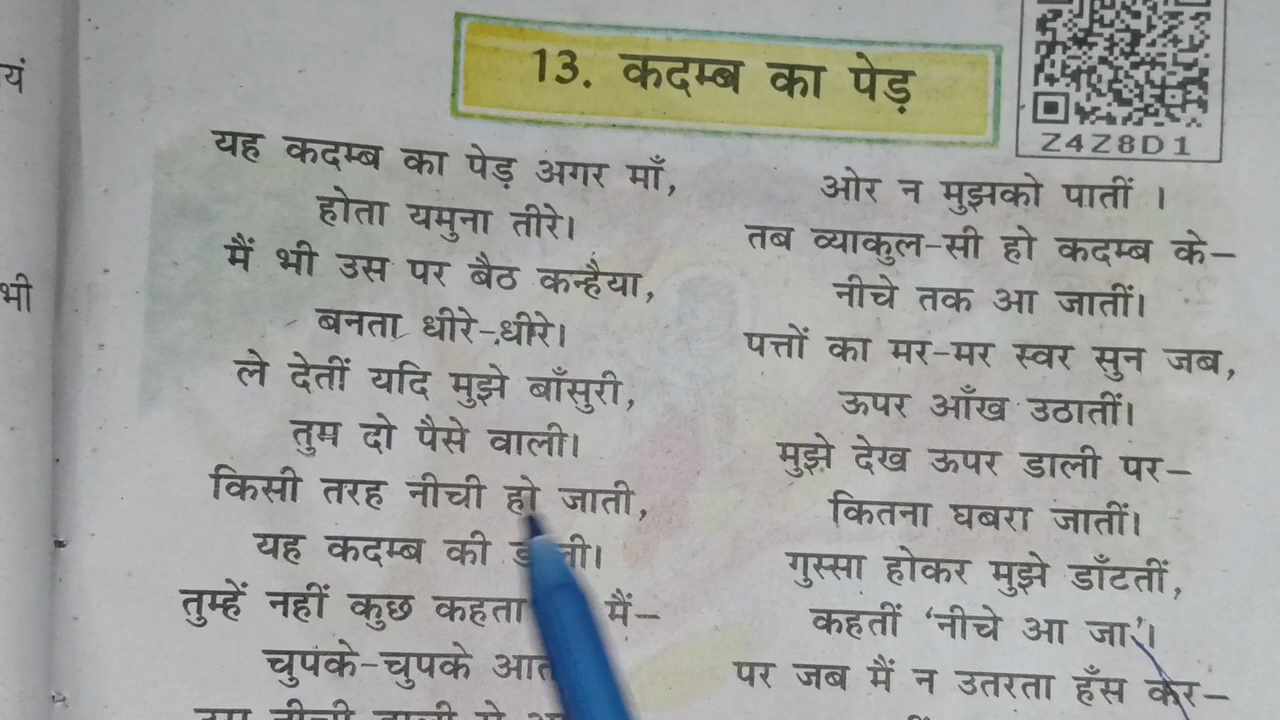 13. कदम्ब का पेड़
Z4Z8D1
यं
भी
यह कदम्ब का पेड़ अगर माँ,
होता यमुना तीरे।
मैं भी उस पर बैठ कन्हैया,
बनता धीरे-धीरे।
ले देतीं यदि मुझे बाँसुरी,
तुम दो पैसे वाली।
किसी तरह नीची हो जाती,
यह कदम्ब की
तुम्हें नहीं कुछ कहता मैं–
चुपके-चुपके
ओर न मुझको पातीं ।
तब व्याकुल-सी हो कदम्ब के–
नीचे तक आ जातीं।
पत्तों का मर-मर स्वर सुन जब,
ऊपर आँख उठातीं।
मुझे देख ऊपर डाली पर–
कितना घबरा जातीं।
गुस्सा होकर मुझे डाँटतीं,
कहतीं ‘नीचे आ जा’।
पर जब मैं न उतरता हँस कर–